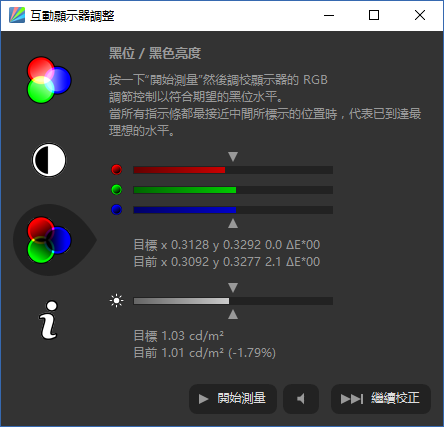 互動顯示器調整
黑位 / 黑色亮度
按一下“開始測量”然後調校顯示器的 RGB
調節控制以符合期望的黑位水平。
當所有指示條都最接近中間所標示的位置時，代表已到達最
理想的水平。
目標 x 0.3128 y 0.3292 0.0 ΔE*00
目前 x 0.3092 y 0.3277 2.1 ΔE*00
目標 1.03 cd/m²
目前 1.01 cd/m² (-1.79%)
開始測量 繼續校正